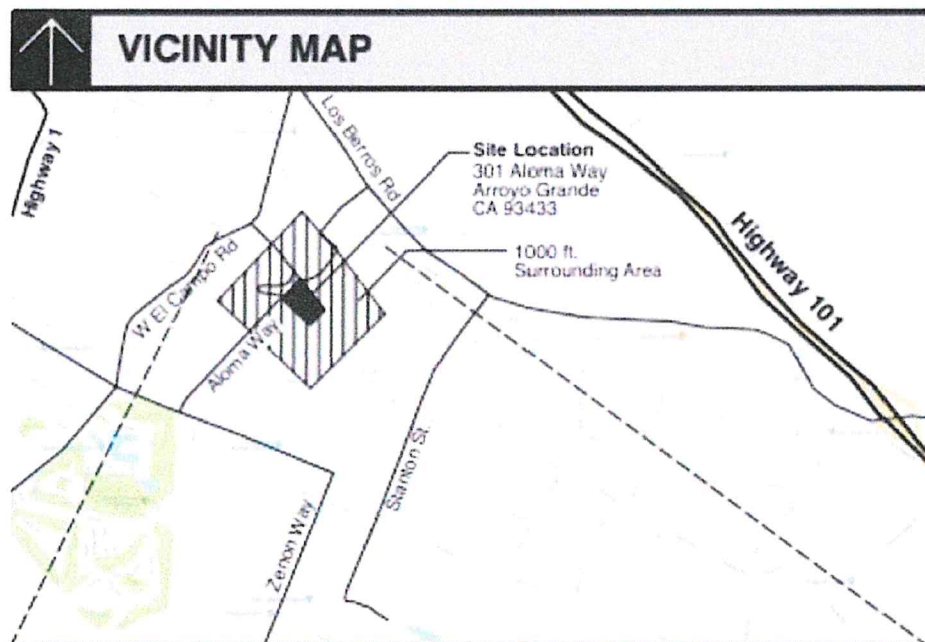 VICINITY MAP
Highway 1
Los Berros Rd
Site Location
301 Aloma Way
Arroyo Grande
CA 93433
1000 ft.
Surrounding Area
Highway 101
W El Campo Rd
Aloma Way
Stanton St.
Zenon Way